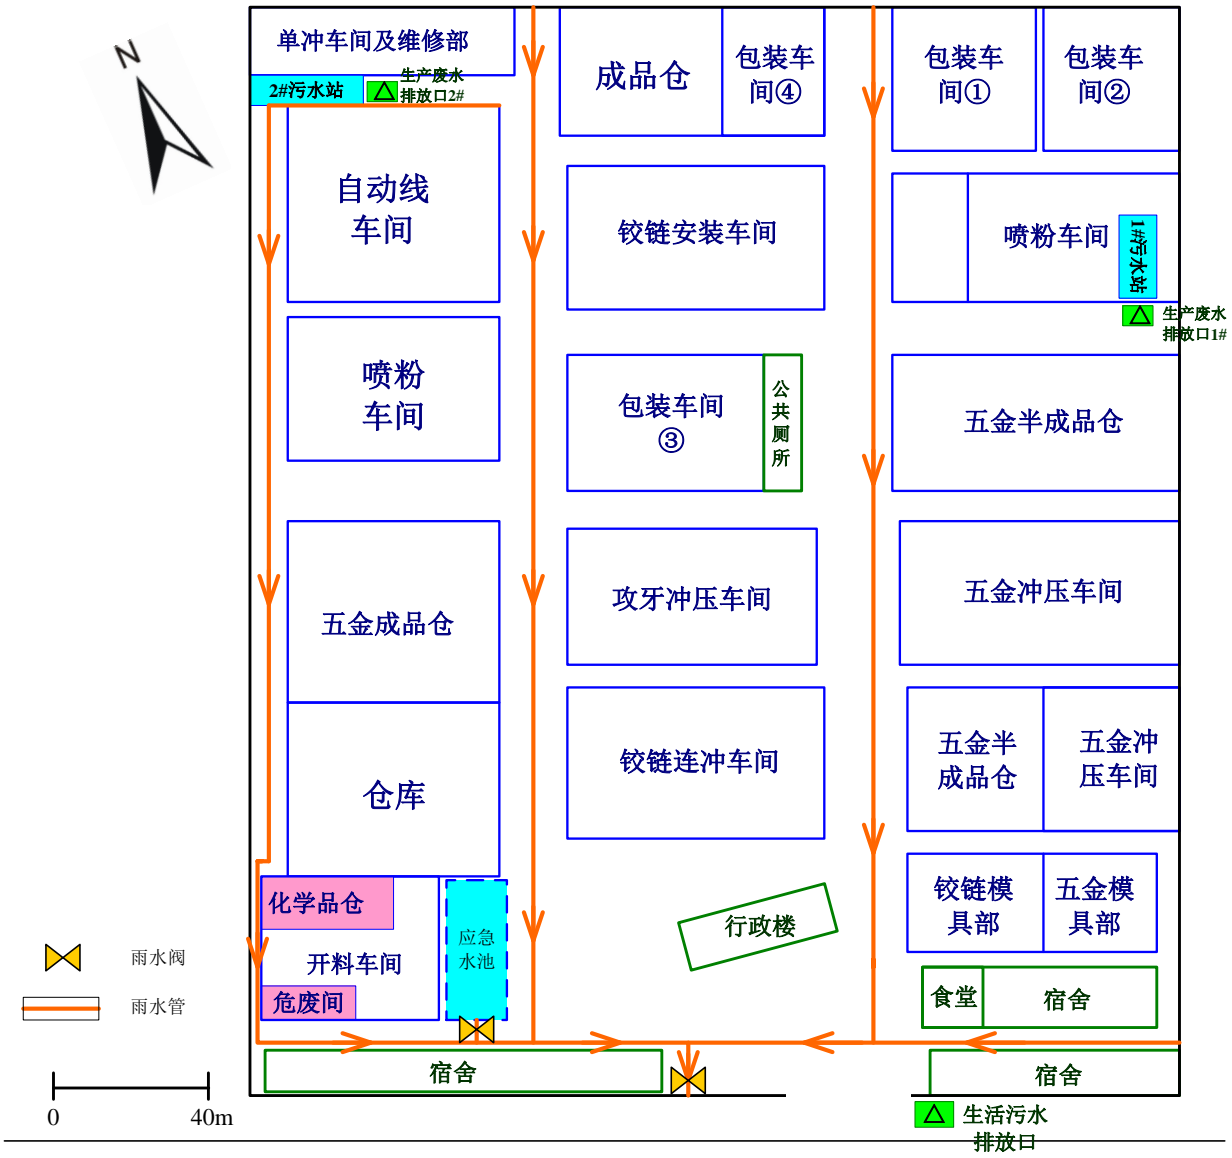 N
单冲车间及维修部
2#污水站
生产废水
排放口2#
成品仓
包装车
间④
包装车
间①
包装车
间②
自动线
车间
铰链安装车间
喷粉车间
1#污水站
生产废水
排放口1#
喷粉
车间
包装车间
③
公共厕所
五金半成品仓
五金成品仓
攻牙冲压车间
五金冲压车间
仓库
铰链连冲车间
五金半
成品仓
五金冲
压车间
化学品仓
开料车间
危废间
应急
水池
行政楼
铰链模
具部
五金模
具部
食堂
宿舍
雨水阀
雨水管
宿舍
宿舍
0
40m
生活污水
排放口